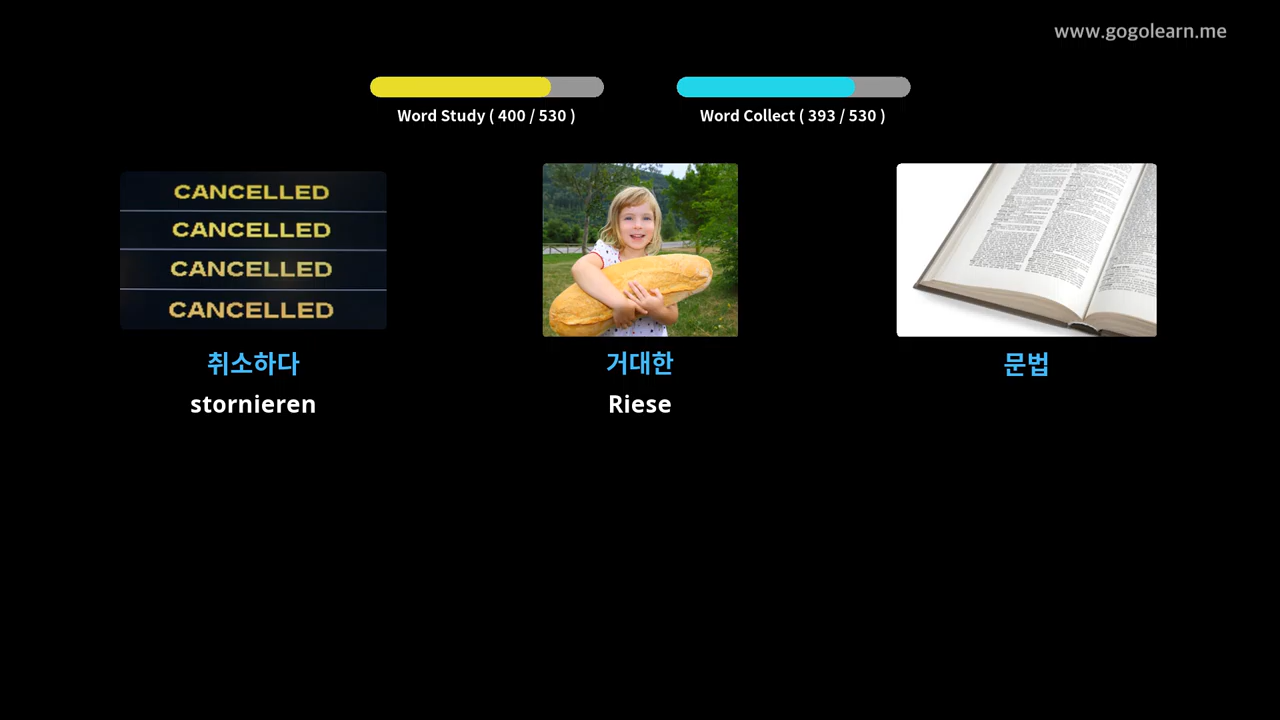 www.gogolearn.me
Word Study ( 400 / 530 )
Word Collect ( 393 / 530 )
CANCELLED
CANCELLED
CANCELLED
CANCELLED
취소하다
stornieren
거대한
Riese
문법